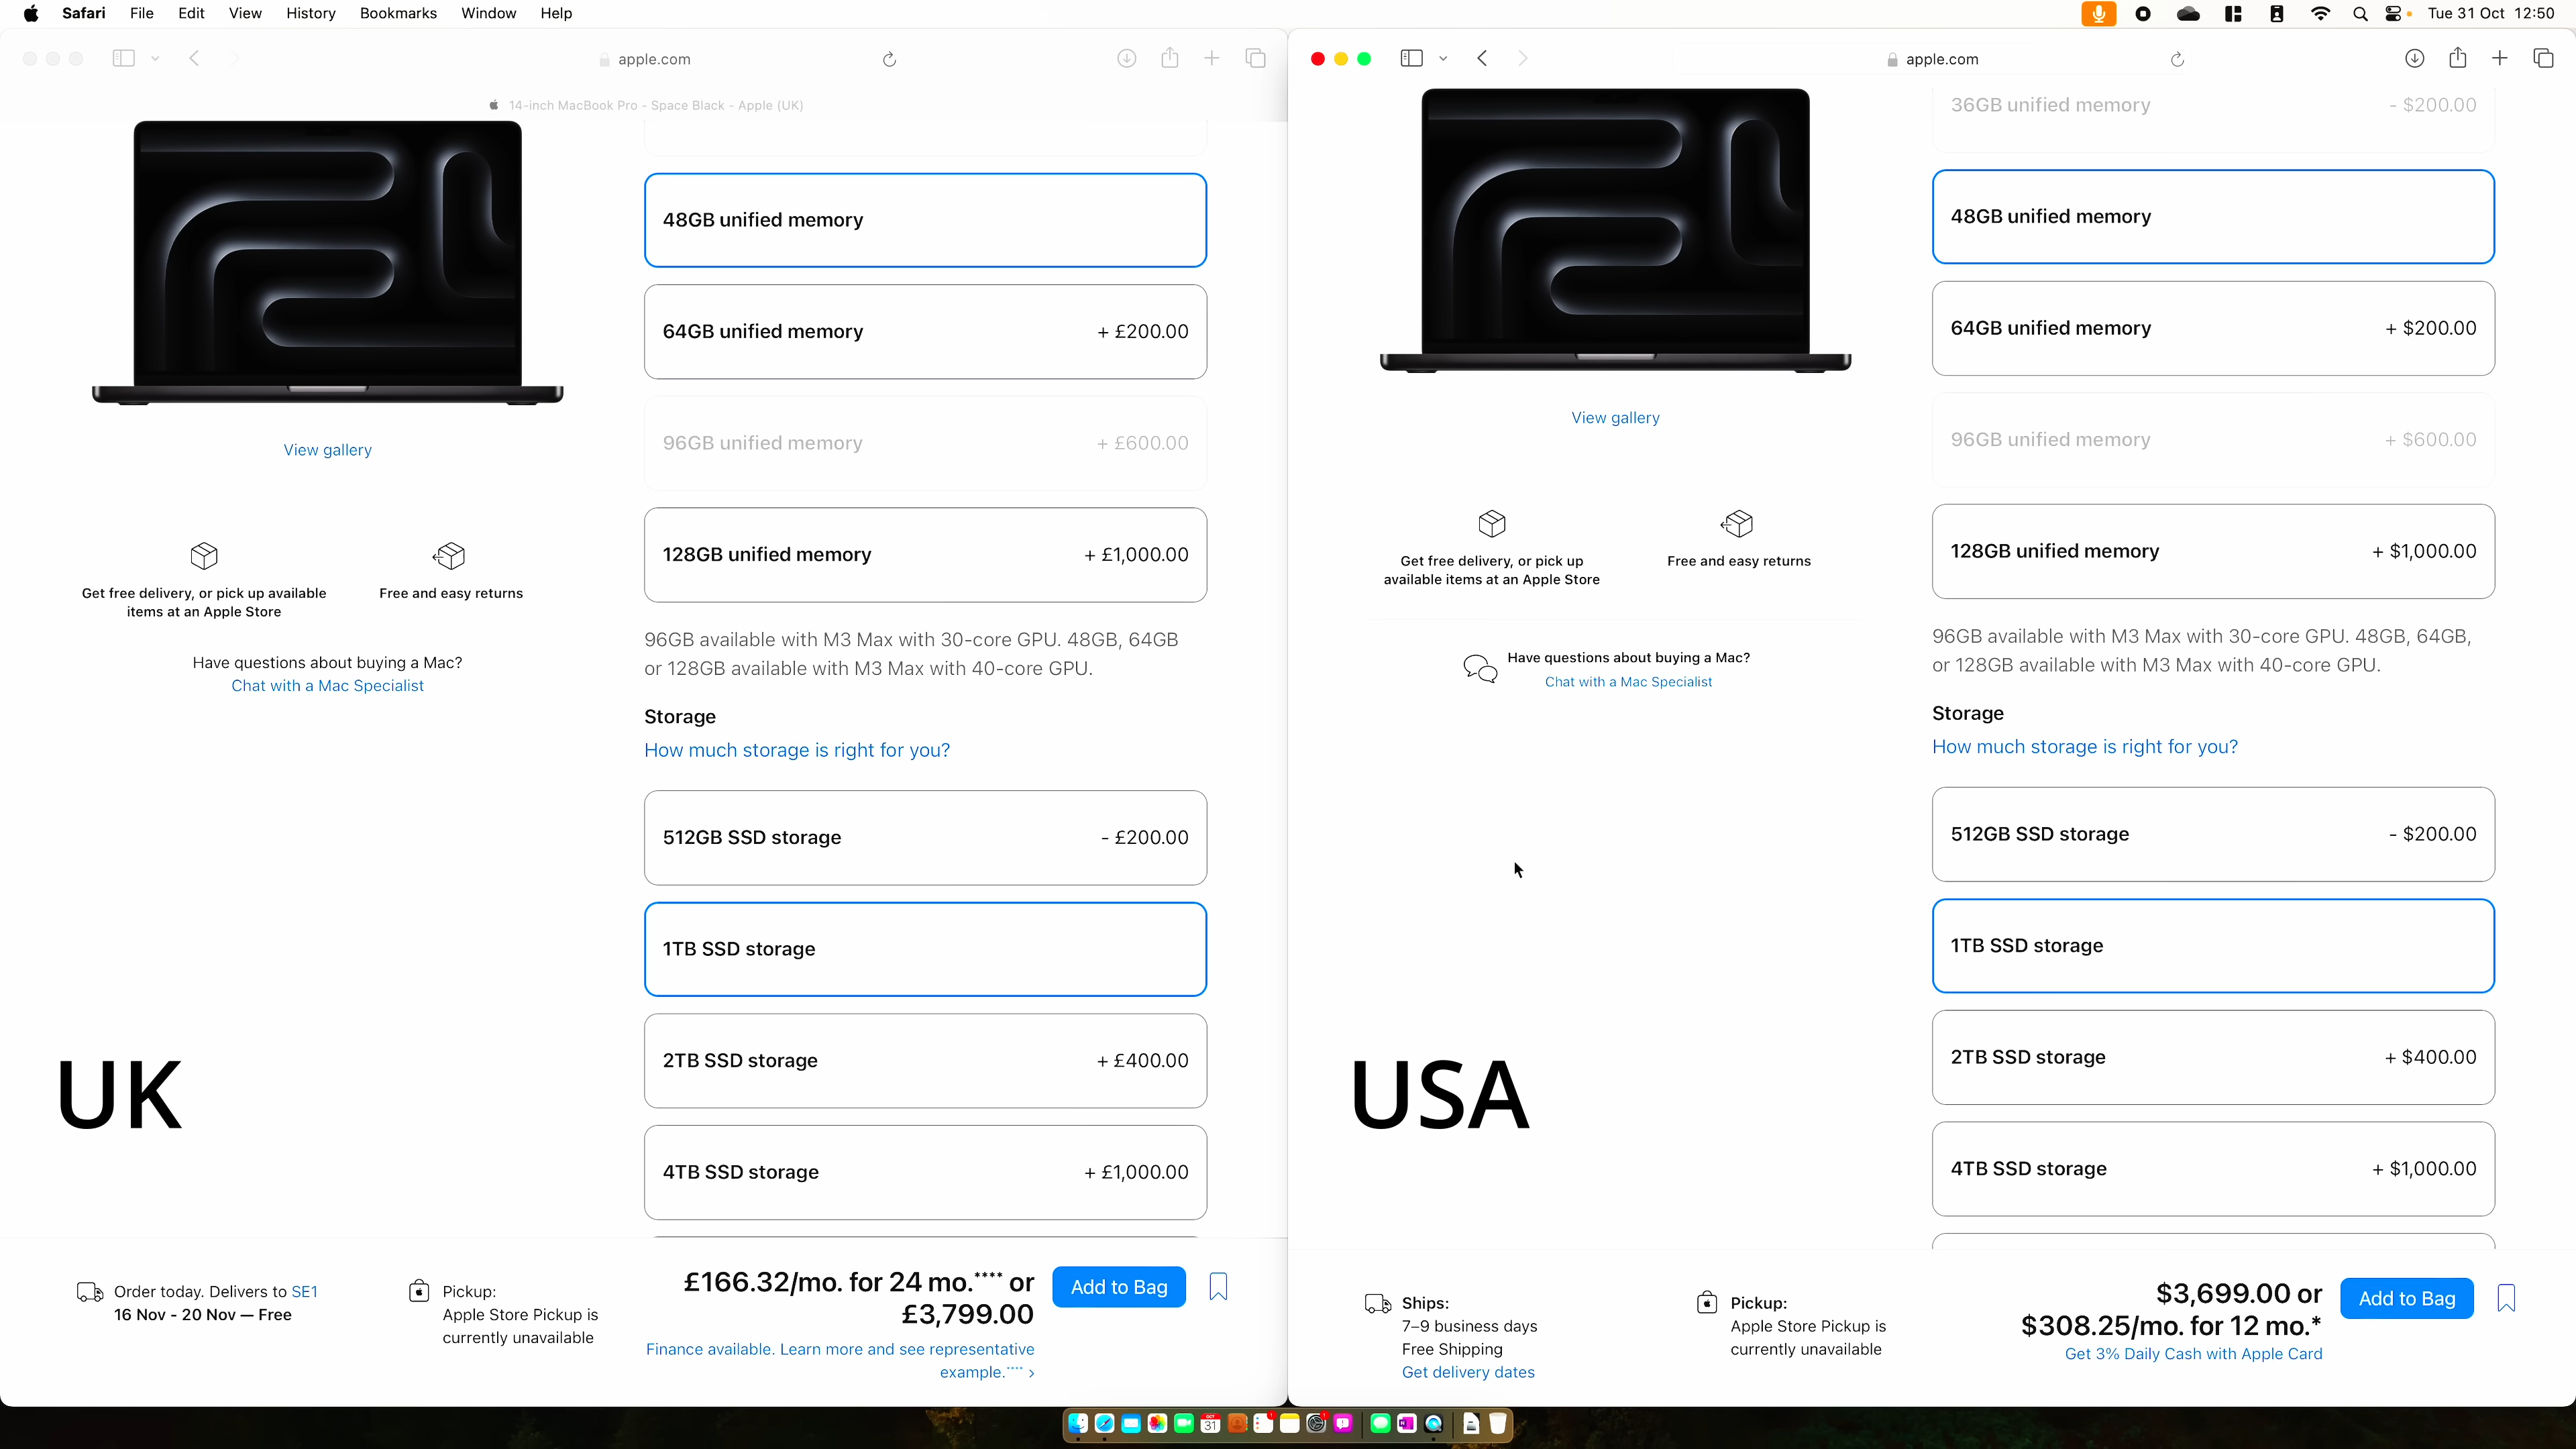 Safari File Edit View History Bookmarks Window Help
Tue 31 Oct 12:50
apple.com
14-inch MacBook Pro - Space Black - Apple (UK)
48GB unified memory
64GB unified memory + £200.00
96GB unified memory + £600.00
128GB unified memory + £1,000.00
View gallery
Get free delivery, or pick up available
items at an Apple Store
Free and easy returns
Have questions about buying a Mac?
Chat with a Mac Specialist
96GB available with M3 Max with 30-core GPU. 48GB, 64GB
or 128GB available with M3 Max with 40-core GPU.
Storage
How much storage is right for you?
512GB SSD storage - £200.00
1TB SSD storage
2TB SSD storage + £400.00
4TB SSD storage + £1,000.00
UK
Order today. Delivers to SE1
16 Nov - 20 Nov — Free
Pickup:
Apple Store Pickup is
currently unavailable
£166.32/mo. for 24 mo.**** or
£3,799.00
Finance available. Learn more and see representative
example.**** >
Add to Bag
apple.com
36GB unified memory - $200.00
48GB unified memory
64GB unified memory + $200.00
96GB unified memory + $600.00
128GB unified memory + $1,000.00
View gallery
Get free delivery, or pick up
available items at an Apple Store
Free and easy returns
Have questions about buying a Mac?
Chat with a Mac Specialist
96GB available with M3 Max with 30-core GPU. 48GB, 64GB,
or 128GB available with M3 Max with 40-core GPU.
Storage
How much storage is right for you?
512GB SSD storage - $200.00
1TB SSD storage
2TB SSD storage + $400.00
4TB SSD storage + $1,000.00
USA
Ships:
7–9 business days
Free Shipping
Get delivery dates
Pickup:
Apple Store Pickup is
currently unavailable
$3,699.00 or
$308.25/mo. for 12 mo.*
Get 3% Daily Cash with Apple Card
Add to Bag
OCT
31